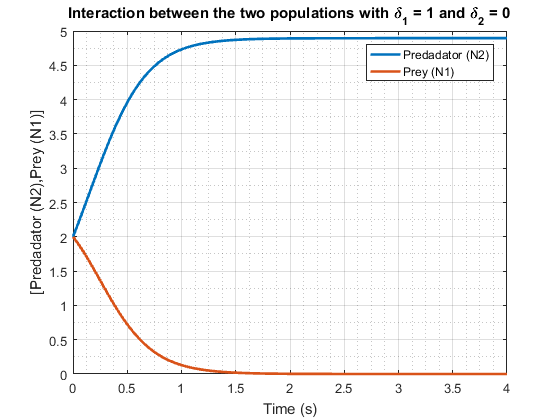 Interaction between the two populations with δ1 = 1 and δ2 = 0
5
4.5
4
3.5
3
2.5
2
1.5
1
0.5
0
[Predadator (N2),Prey (N1)]
Predadator (N2)
Prey (N1)
0 0.5 1 1.5 2 2.5 3 3.5 4
Time (s)